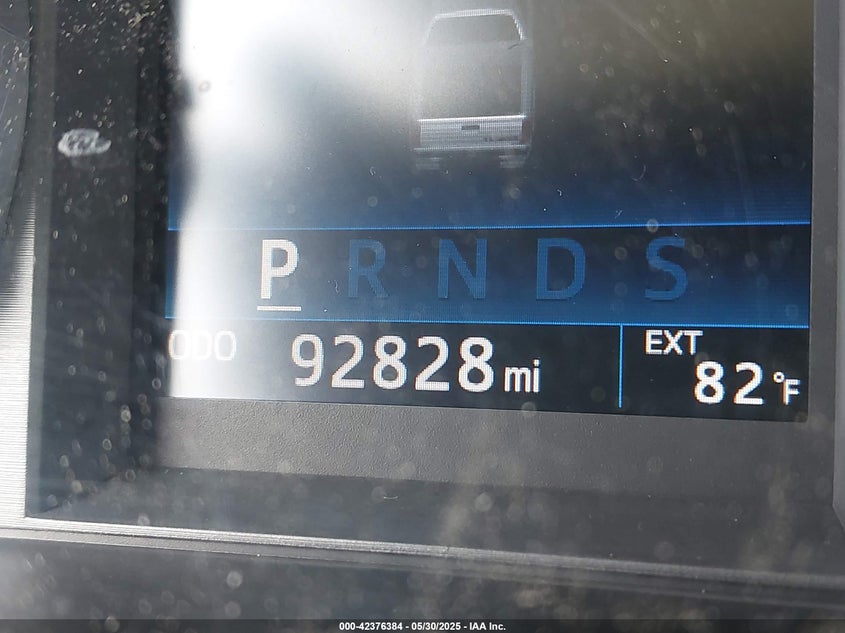 P R N D S
ODO 92828 mi EXT 82°F
000-42376384 - 05/30/2025 - IAA Inc.